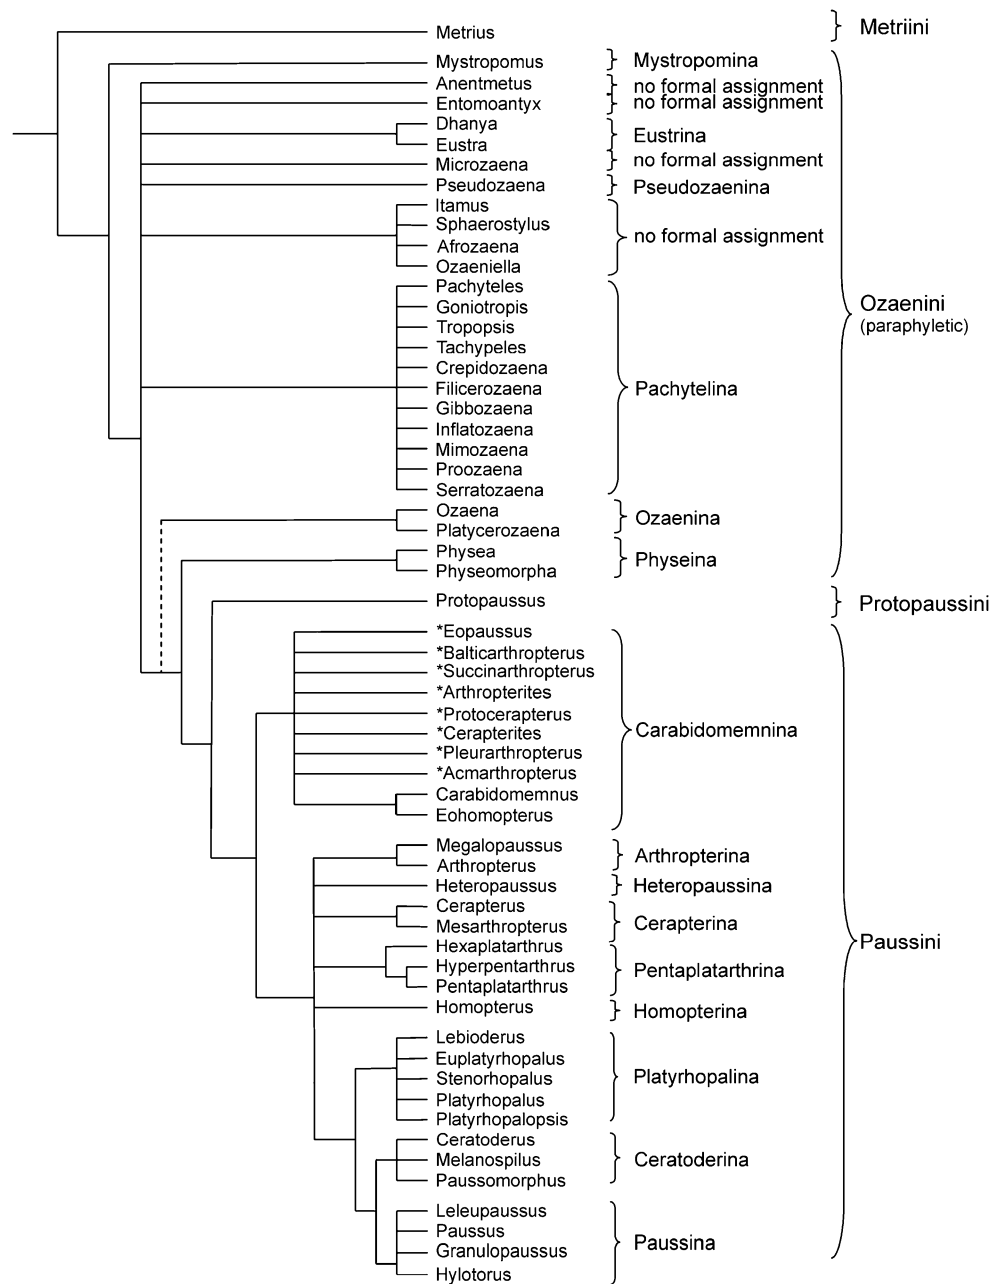 Metrius
Metriini
Mystropomus
Mystropomina
Anentmetus
no formal assignment
Entomoantyx
no formal assignment
Dhanya
Eustrina
Eustra
Microzaena
no formal assignment
Pseudozaena
Pseudozaenina
Itamus
Sphaerostylus
no formal assignment
Afrozaena
Ozaeniella
Pachyteles
Goniotropis
Ozaenini
(paraphyletic)
Tropopsis
Tachypeles
Crepidozaena
Filicerozaena
Pachytelina
Gibbozaena
Inflatozaena
Mimozaena
Proozaena
Serratozaena
Ozaena
Ozaenina
Platycerozaena
Physea
Physeina
Physeomorpha
Protopaussus
Protopaussini
*Eopaussus
*Balticarthropterus
*Succinarthropterus
*Arthropterites
*Protocerapterus
*Cerapterites
Carabidomemnina
*Pleurarthropterus
*Acmarthropterus
Carabidomemnus
Eohomopterus
Megalopaussus
Arthropterina
Arthropterus
Heteropaussus
Heteropaussina
Cerapterus
Cerapterina
Mesarthropterus
Paussini
Hexaplatarthrus
Hyperpentarthrus
Pentaplatarthrina
Pentaplatarthrus
Homopterus
Homopterina
Lebioderus
Euplatyrhopalus
Stenorhopalus
Platyrhopalina
Platyrhopalus
Platyrhopalopsis
Ceratoderus
Melanospilus
Ceratoderina
Paussomorphus
Leleupaussus
Paussus
Paussina
Granulopaussus
Hylotorus